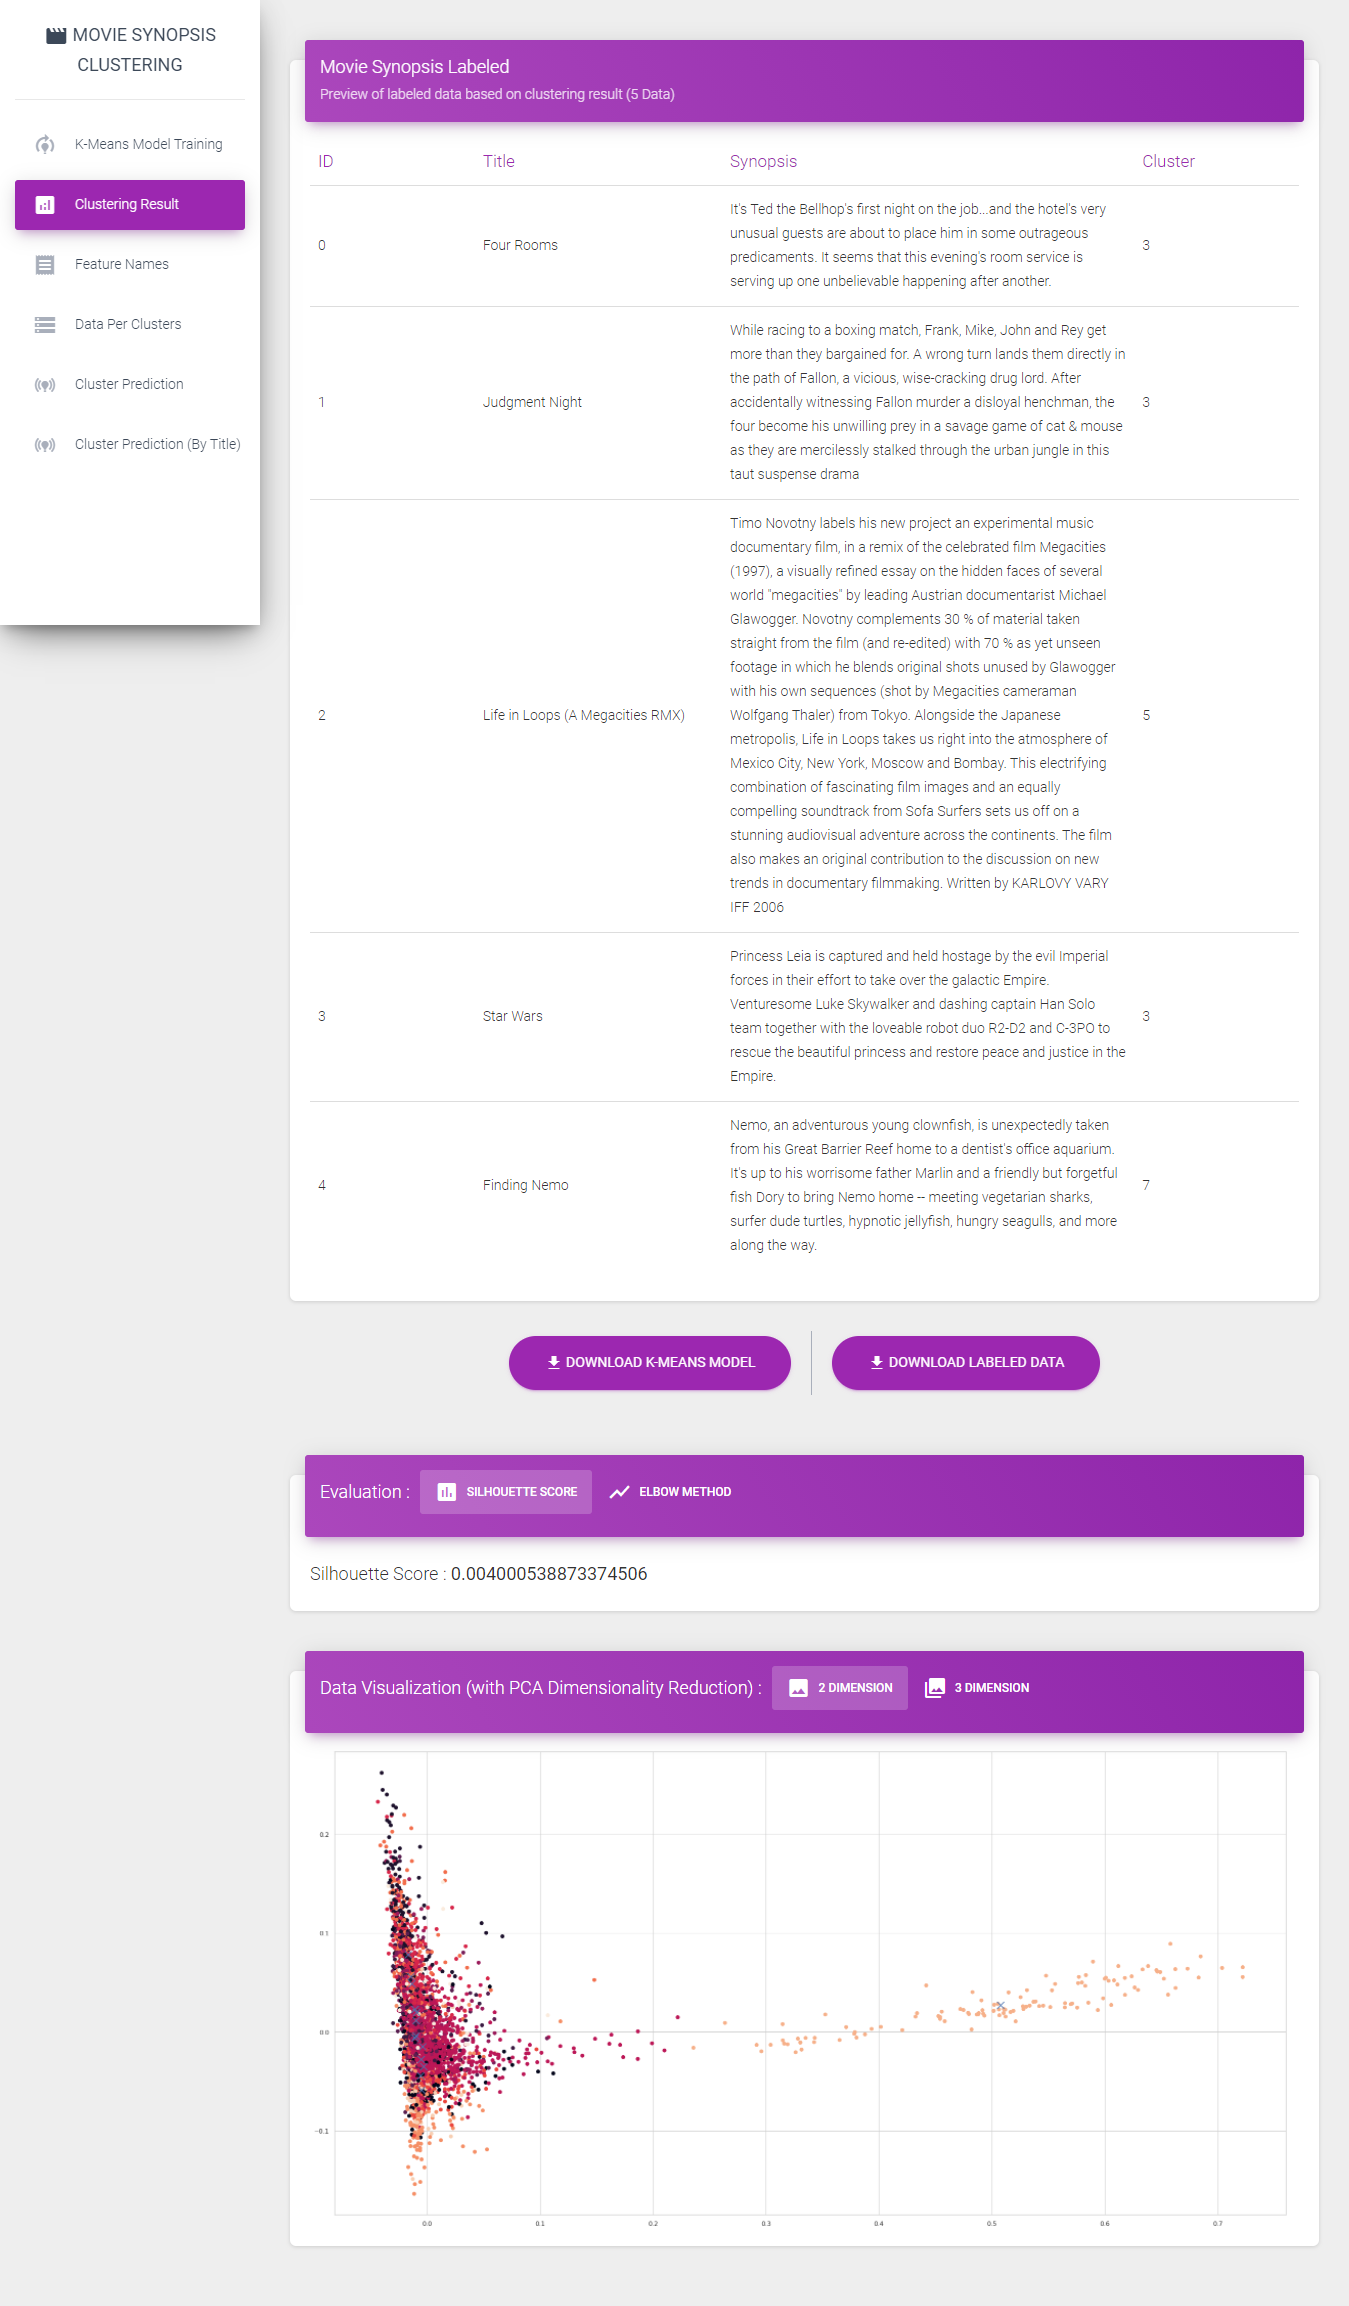 MOVIE SYNOPSIS
CLUSTERING
K-Means Model Training
Clustering Result
Feature Names
Data Per Clusters
Cluster Prediction
Cluster Prediction (By Title)
Movie Synopsis Labeled
Preview of labeled data based on clustering result (5 Data)
ID Title Synopsis Cluster
0 Four Rooms 3
It's Ted the Bellhop's first night on the job...and the hotel's very
unusual guests are about to place him in some outrageous
predicaments. It seems that this evening's room service is
serving up one unbelievable happening after another.
1 Judgment Night 3
While racing to a boxing match, Frank, Mike, John and Rey get
more than they bargained for. A wrong turn lands them directly in
the path of Fallon, a vicious, wise-cracking drug lord. After
accidentally witnessing Fallon murder a disloyal henchman, the
four become his unwilling prey in a savage game of cat & mouse
as they are mercilessly stalked through the urban jungle in this
taut suspense drama
2 Life in Loops (A Megacities RMX) 5
Timo Novotny labels his new project an experimental music
documentary film, in a remix of the celebrated film Megacities
(1997), a visually refined essay on the hidden faces of several
world "megacities" by leading Austrian documentarist Michael
Glawogger. Novotny complements 30 % of material taken
straight from the film (and re-edited) with 70 % as yet unseen
footage in which he blends original shots unused by Glawogger
with his own sequences (shot by Megacities cameraman
Wolfgang Thaler) from Tokyo. Alongside the Japanese
metropolis, Life in Loops takes us right into the atmosphere of
Mexico City, New York, Moscow and Bombay. This electrifying
combination of fascinating film images and an equally
compelling soundtrack from Sofa Surfers sets us off on a
stunning audiovisual adventure across the continents. The film
also makes an original contribution to the discussion on new
trends in documentary filmmaking. Written by KARLOVY VARY
IFF 2006
3 Star Wars 3
Princess Leia is captured and held hostage by the evil Imperial
forces in their effort to take over the galactic Empire.
Venturesome Luke Skywalker and dashing captain Han Solo
team together with the loveable robot duo R2-D2 and C-3PO to
rescue the beautiful princess and restore peace and justice in the
Empire.
4 Finding Nemo 7
Nemo, an adventurous young clownfish, is unexpectedly taken
from his Great Barrier Reef home to a dentist's office aquarium.
It's up to his worrisome father Marlin and a friendly but forgetful
fish Dory to bring Nemo home -- meeting vegetarian sharks,
surfer dude turtles, hypnotic jellyfish, hungry seagulls, and more
along the way.
DOWNLOAD K-MEANS MODEL
DOWNLOAD LABELED DATA
Evaluation : SILHOUETTE SCORE ELBOW METHOD
Silhouette Score : 0.004000538873374506
Data Visualization (with PCA Dimensionality Reduction) : 2 DIMENSION 3 DIMENSION
0.2
0.1
0.0
−0.1
0.0 0.1 0.2 0.3 0.4 0.5 0.6 0.7